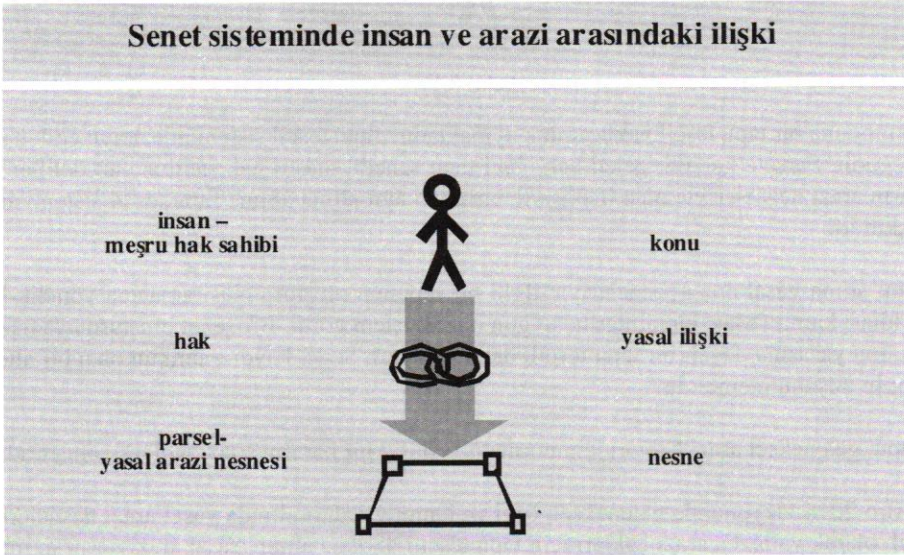 Senet sisteminde insan ve arazi arasındaki ilişki
insan –
meşru hak sahibi
konu
hak
yasal ilişki
parsel-
yasal arazi nesnesi
nesne